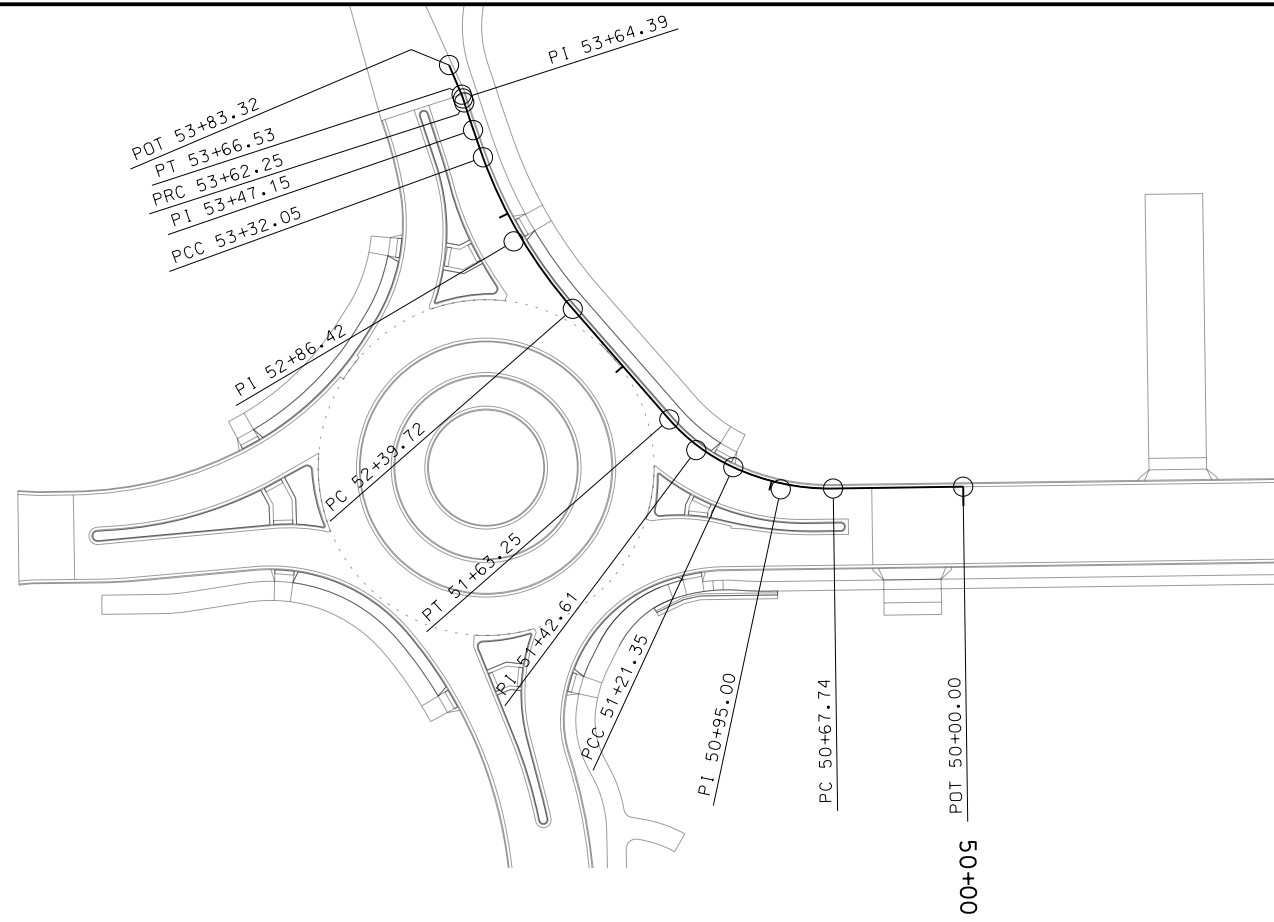 PI 53+64.39
POT 53+83.32
PT 53+66.53
PRC 53+62.25
PI 53+47.15
PCC 53+32.05
PI 52+86.42
PC 52+39.72
PT 51+63.25
PI 51+42.61
PCC 51+21.35
PI 50+95.00
PC 50+67.74
POT 50+00.00
50+00